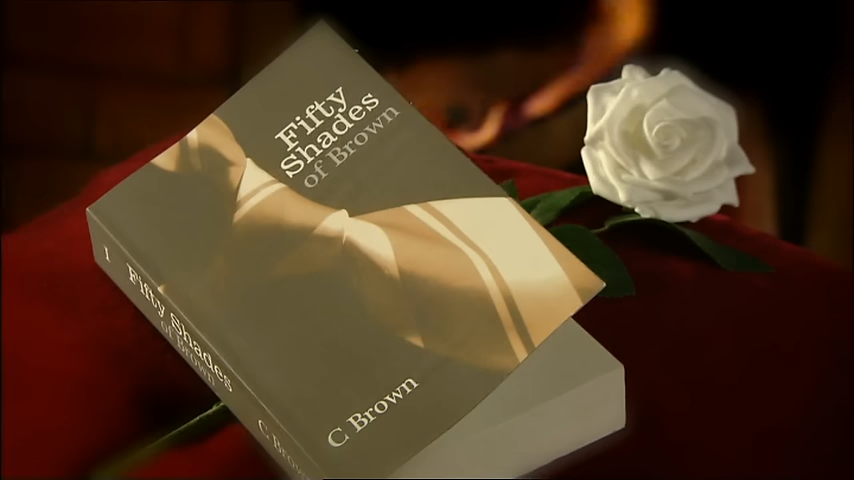 Fifty
Shades
of Brown
C Brown
1 Fifty Shades
of Brown
C Brown